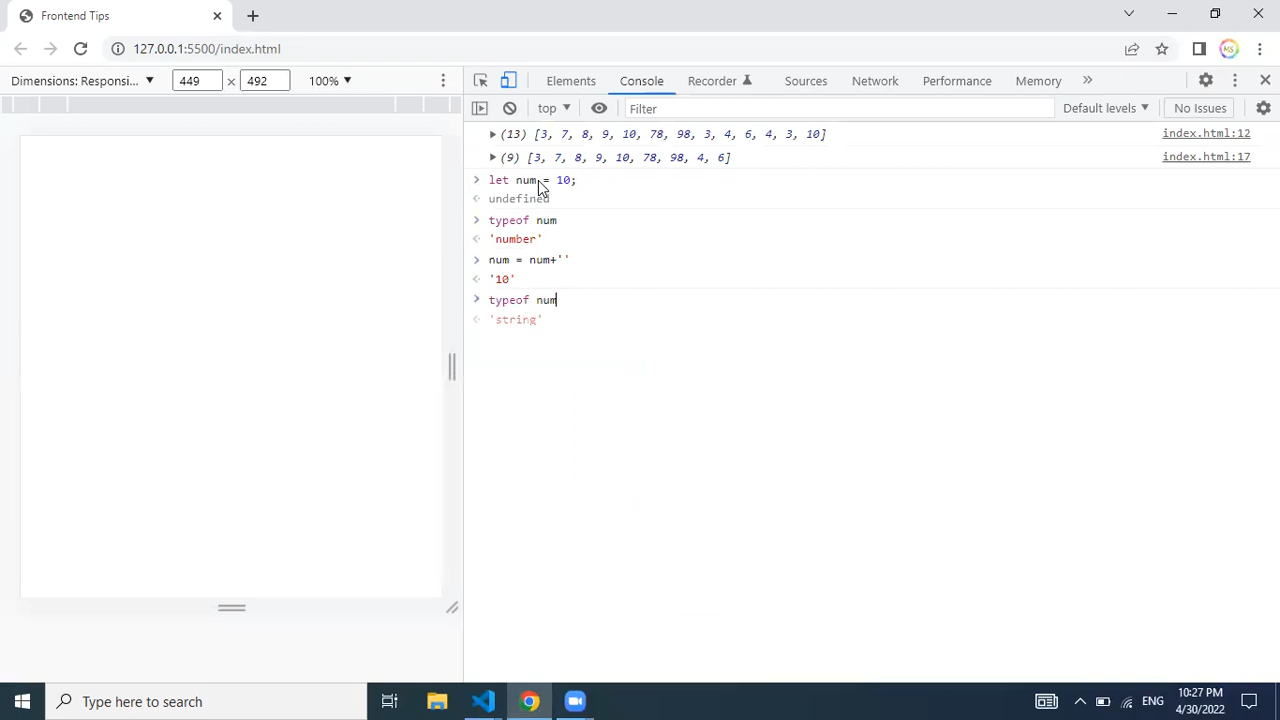 Frontend Tips
127.0.0.1:5500/index.html
MS
Dimensions: Responsi... 449 × 492 100%
Elements Console Recorder Sources Network Performance Memory
top Filter Default levels No Issues
(13) [3, 7, 8, 9, 10, 78, 98, 3, 4, 6, 4, 3, 10] index.html:12
(9) [3, 7, 8, 9, 10, 78, 98, 4, 6] index.html:17
let num = 10;
undefined
typeof num
'number'
num = num+''
'10'
typeof num
'string'
Type here to search
ENG
10:27 PM
4/30/2022